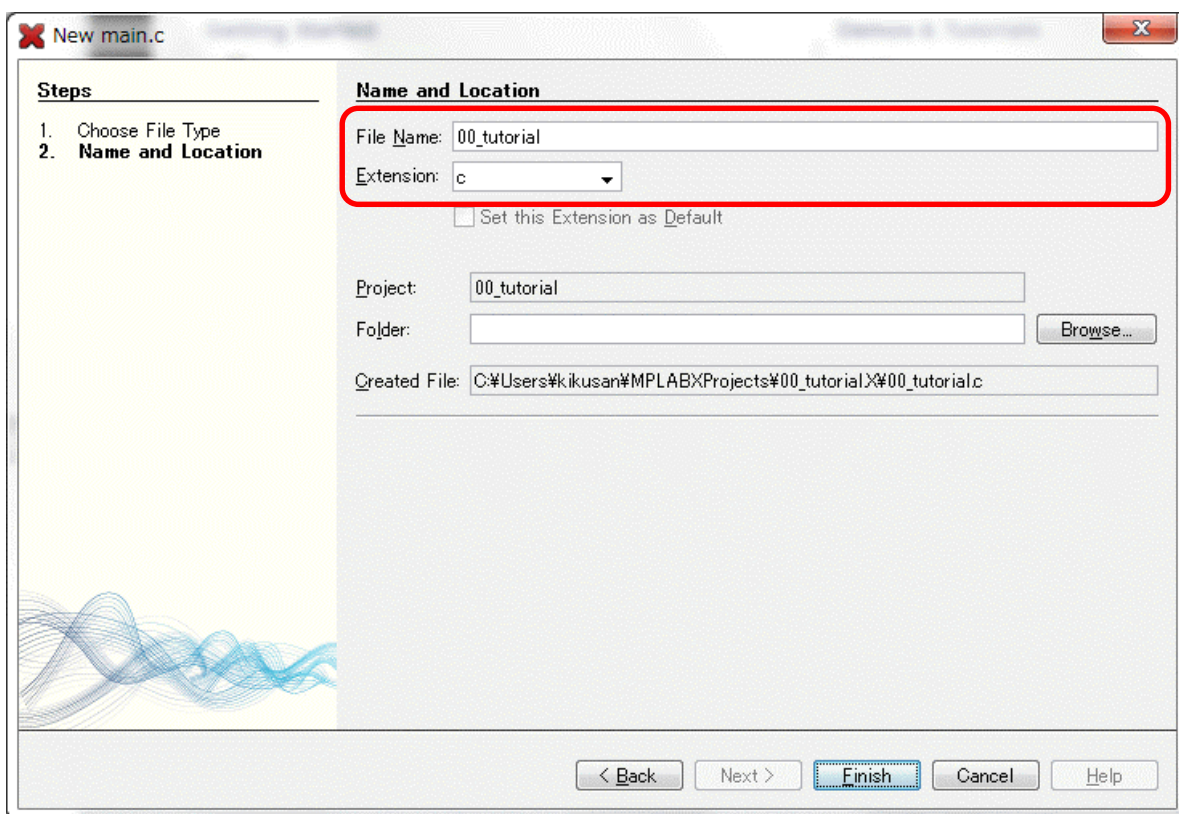 New main.c
Steps
1. Choose File Type
2. Name and Location
Name and Location
File Name: 00_tutorial
Extension: c
Set this Extension as Default
Project: 00_tutorial
Folder:
Browse...
Created File: C:¥Users¥kikusan¥MPLABXProjects¥00_tutorial.X¥00_tutorial.c
< Back Next > Finish Cancel Help